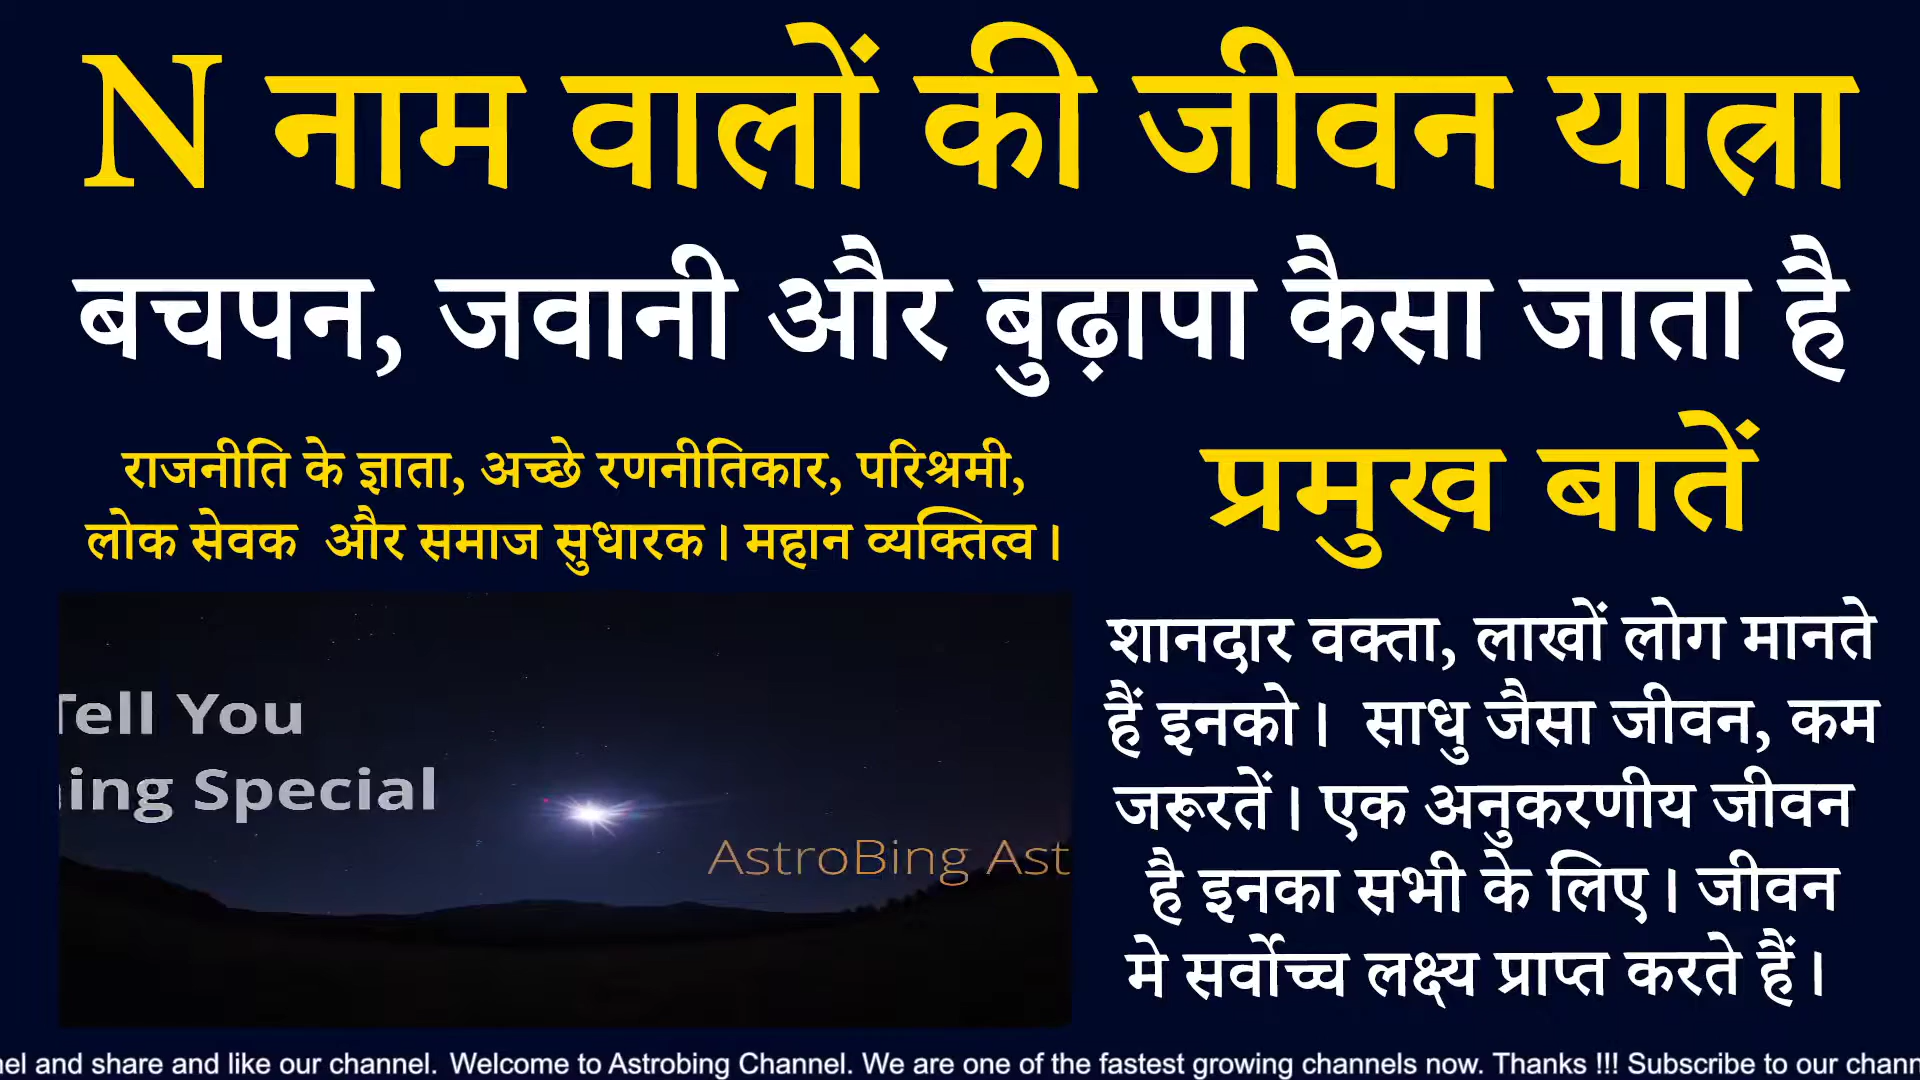 N नाम वालों की जीवन यात्रा
बचपन, जवानी और बुढ़ापा कैसा जाता है
राजनीति के ज्ञाता, अच्छे रणनीतिकार, परिश्रमी,
लोक सेवक और समाज सुधारक। महान व्यक्तित्व।
प्रमुख बातें
शानदार वक्ता, लाखों लोग मानते
हैं इनको। साधु जैसा जीवन, कम
जरूरतें। एक अनुकरणीय जीवन
है इनका सभी के लिए। जीवन
मे सर्वोच्च लक्ष्य प्राप्त करते हैं।
Tell You
ing Special
AstroBing Ast
nel and share and like our channel. Welcome to Astrobing Channel. We are one of the fastest growing channels now. Thanks !!! Subscribe to our chann